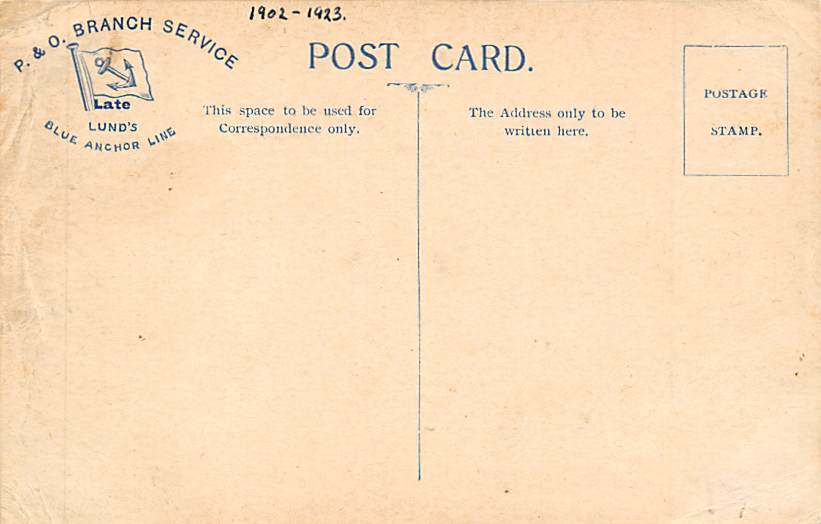 1902-1923.
P. & O. BRANCH SERVICE
Late
LUND'S
BLUE ANCHOR LINE
POST CARD.
This space to be used for
Correspondence only.
The Address only to be
written here.
POSTAGE
STAMP.